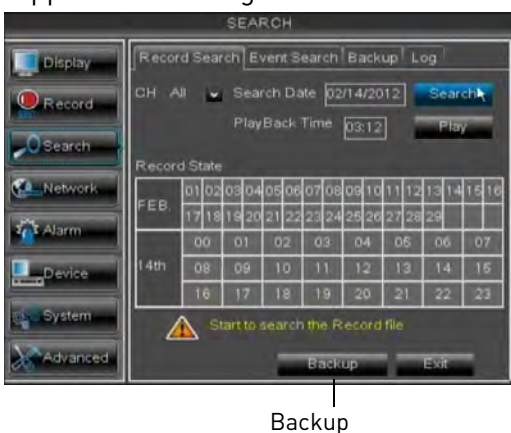 SEARCH
Display
Record
Search
Network
Alarm
Device
System
Advanced
Record Search Event Search Backup Log
CH All Search Date 02/14/2012 Search
PlayBack Time 03:12 Play
Record State
FEB. 01 02 03 04 05 06 07 08 09 10 11 12 13 14 15 16
17 18 19 20 21 22 23 24 25 26 27 28 29
14th 00 01 02 03 04 05 06 07
08 09 10 11 12 13 14 15
16 17 18 19 20 21 22 23
Start to search the Record file
Backup Exit
Backup